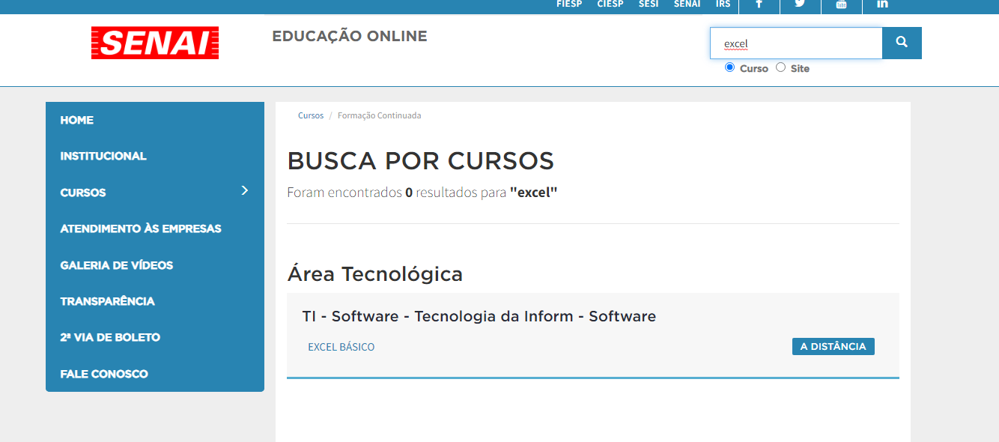 FIESP CIESP SESI SENAI IRS
SENAI
EDUCAÇÃO ONLINE
excel
Curso Site
HOME
INSTITUCIONAL
CURSOS
ATENDIMENTO ÀS EMPRESAS
GALERIA DE VÍDEOS
TRANSPARÊNCIA
2ª VIA DE BOLETO
FALE CONOSCO
Cursos / Formação Continuada
BUSCA POR CURSOS
Foram encontrados 0 resultados para "excel"
Área Tecnológica
TI - Software - Tecnologia da Inform - Software
EXCEL BÁSICO A DISTÂNCIA